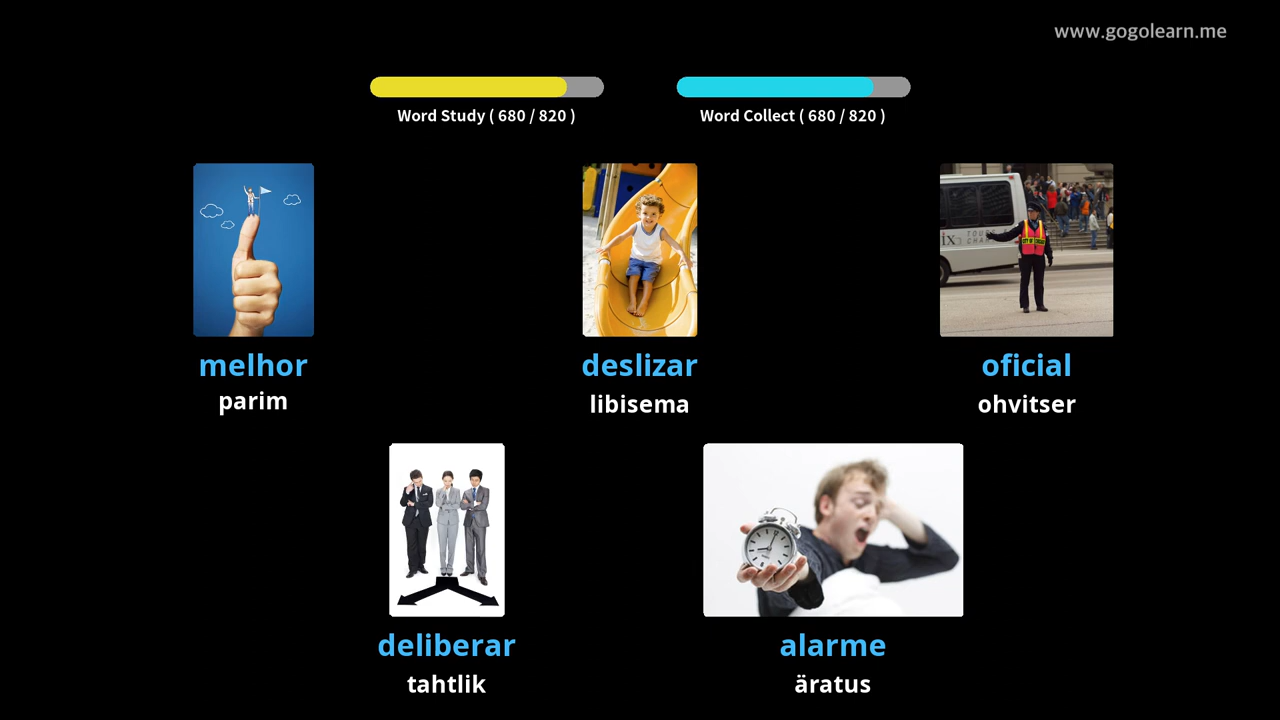 www.gogolearn.me
Word Study ( 680 / 820 )
Word Collect ( 680 / 820 )
melhor
parim
deslizar
libisema
oficial
ohvitser
deliberar
tahtlik
alarme
äratus